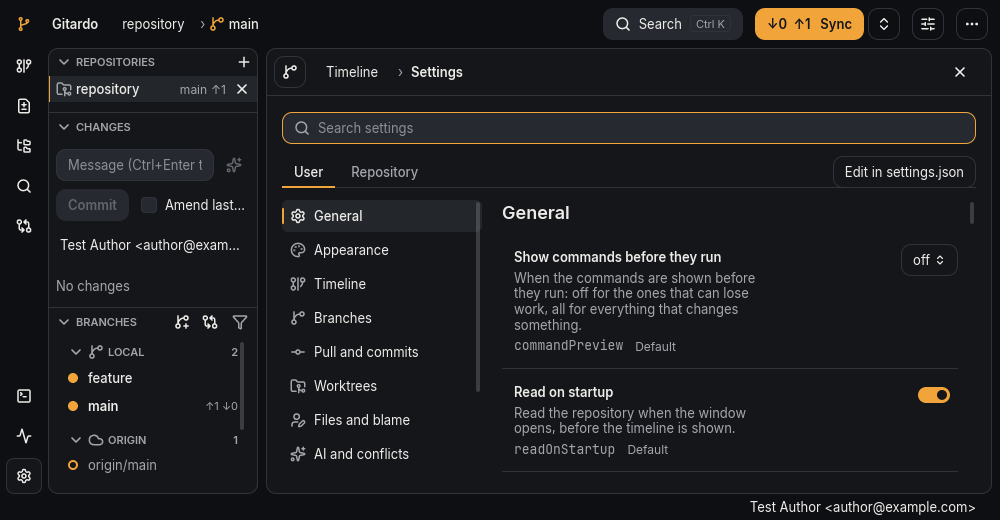 Gitardo repository › main Search Ctrl K ↓0 ↑1 Sync
REPOSITORIES
repository main ↑1
CHANGES
Message (Ctrl+Enter t
Commit Amend last...
Test Author <author@exam...
No changes
BRANCHES
LOCAL 2
feature
main ↑1 ↓0
ORIGIN 1
origin/main
Timeline › Settings
Search settings
User Repository Edit in settings.json
General
Appearance
Timeline
Branches
Pull and commits
Worktrees
Files and blame
AI and conflicts
General
Show commands before they run off
When the commands are shown before
they run: off for the ones that can lose
work, all for everything that changes
something.
commandPreview Default
Read on startup
Read the repository when the window
opens, before the timeline is shown.
readOnStartup Default
Test Author <author@example.com>